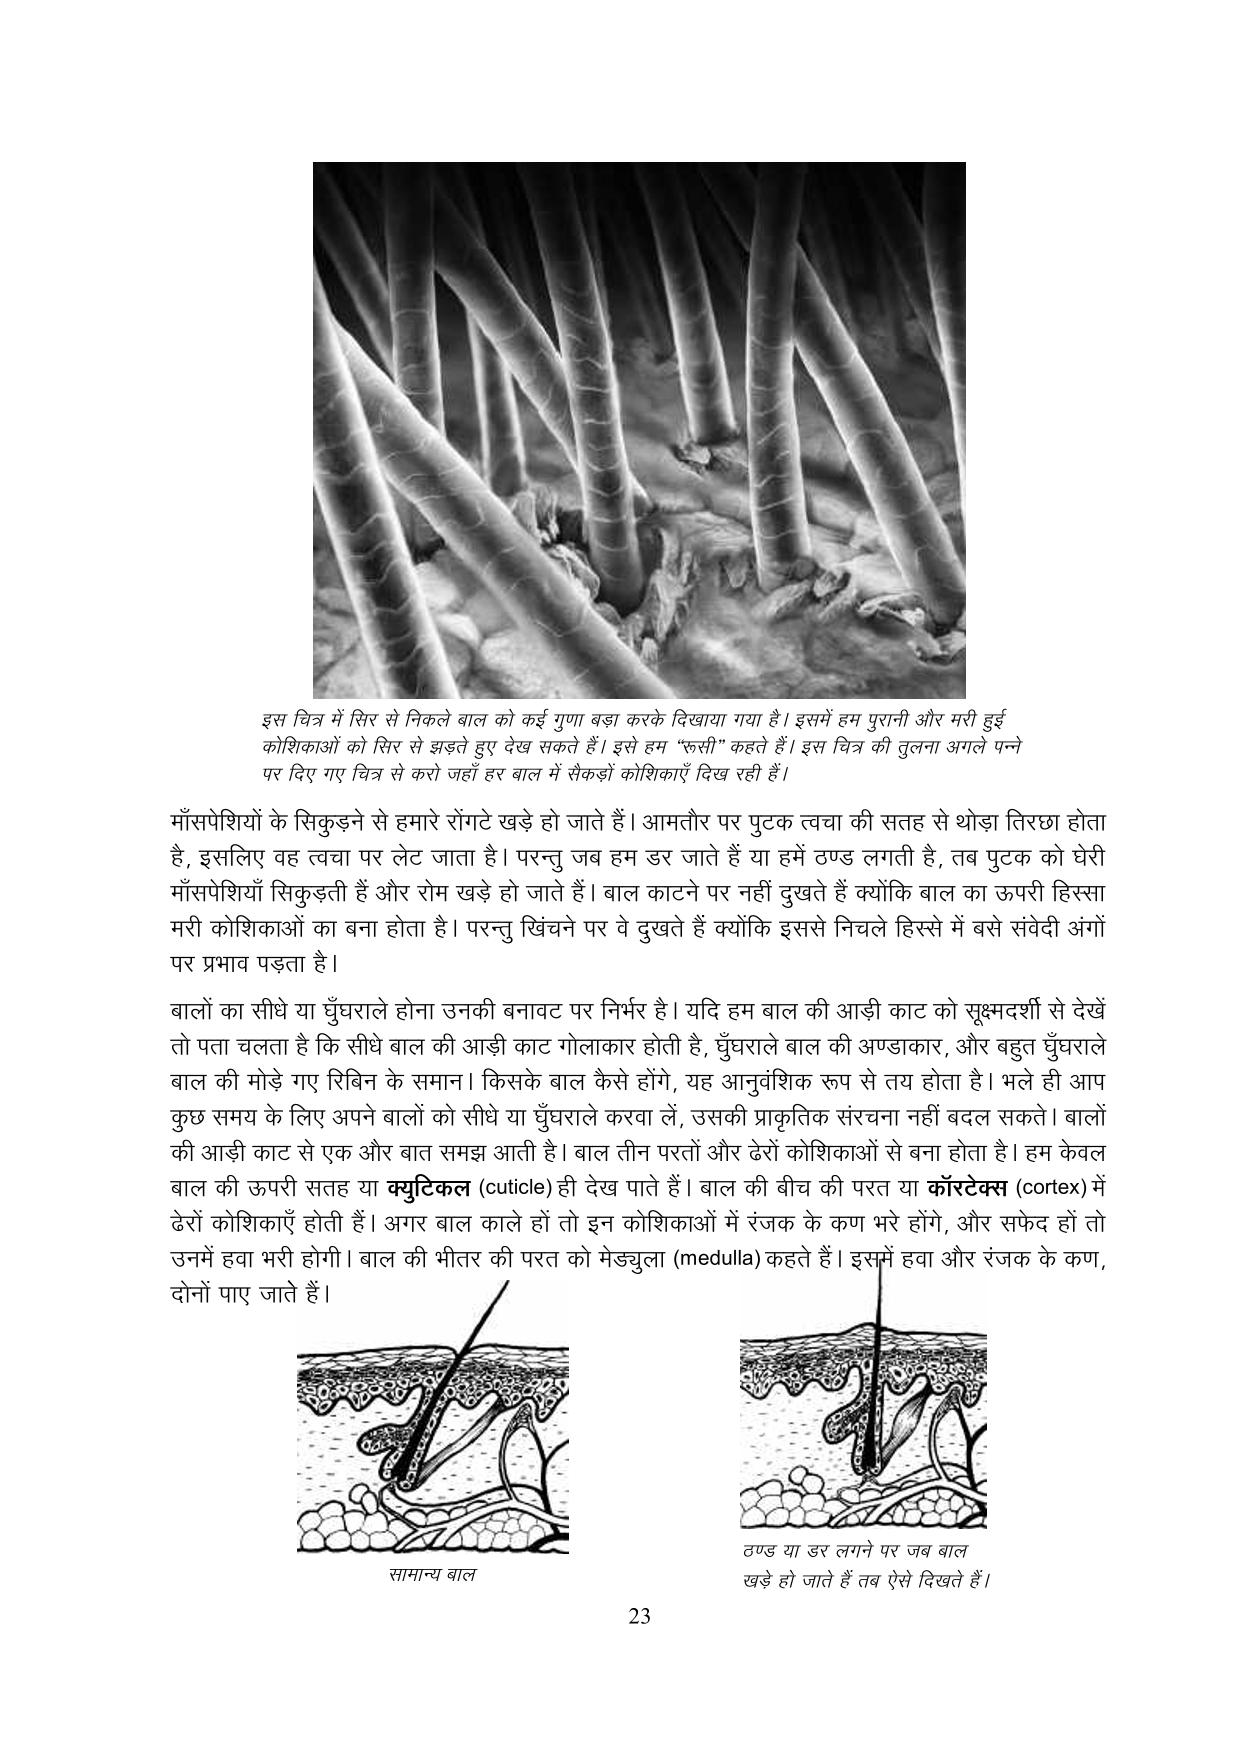 इस चित्र में सिर से निकले बाल को कई गुणा बड़ा करके दिखाया गया है। इसमें हम पुरानी और मरी हुई
कोशिकाओं को सिर से झड़ते हुए देख सकते हैं। इसे हम “रूसी” कहते हैं। इस चित्र की तुलना अगले पन्ने
पर दिए गए चित्र से करो जहाँ हर बाल में सैकड़ों कोशिकाएँ दिख रही हैं।
माँसपेशियों के सिकुड़ने से हमारे रोंगटे खड़े हो जाते हैं। आमतौर पर पुटक त्वचा की सतह से थोड़ा तिरछा होता
है, इसलिए वह त्वचा पर लेट जाता है। परन्तु जब हम डर जाते हैं या हमें ठण्ड लगती है, तब पुटक को घेरी
माँसपेशियाँ सिकुड़ती हैं और रोम खड़े हो जाते हैं। बाल काटने पर नहीं दुखते हैं क्योंकि बाल का ऊपरी हिस्सा
मरी कोशिकाओं का बना होता है। परन्तु खिंचने पर वे दुखते हैं क्योंकि इससे निचले हिस्से में बसे संवेदी अंगों
पर प्रभाव पड़ता है।
बालों का सीधे या घुँघराले होना उनकी बनावट पर निर्भर है। यदि हम बाल की आड़ी काट को सूक्ष्मदर्शी से देखें
तो पता चलता है कि सीधे बाल की आड़ी काट गोलाकार होती है, घुँघराले बाल की अण्डाकार, और बहुत घुँघराले
बाल की मोड़े गए रिबिन के समान। किसके बाल कैसे होंगे, यह आनुवंशिक रूप से तय होता है। भले ही आप
कुछ समय के लिए अपने बालों को सीधे या घुँघराले करवा लें, उसकी प्राकृतिक संरचना नहीं बदल सकते। बालों
की आड़ी काट से एक और बात समझ आती है। बाल तीन परतों और ढेरों कोशिकाओं से बना होता है। हम केवल
बाल की ऊपरी सतह या क्युटिकल (cuticle) ही देख पाते हैं। बाल की बीच की परत या कॉरटेक्स (cortex) में
ढेरों कोशिकाएँ होती हैं। अगर बाल काले हों तो इन कोशिकाओं में रंजक के कण भरे होंगे, और सफेद हों तो
उनमें हवा भरी होगी। बाल की भीतर की परत को मेड्युला (medulla) कहते हैं। इसमें हवा और रंजक के कण,
दोनों पाए जाते हैं।
सामान्य बाल
ठण्ड या डर लगने पर जब बाल
खड़े हो जाते हैं तब ऐसे दिखते हैं।
23